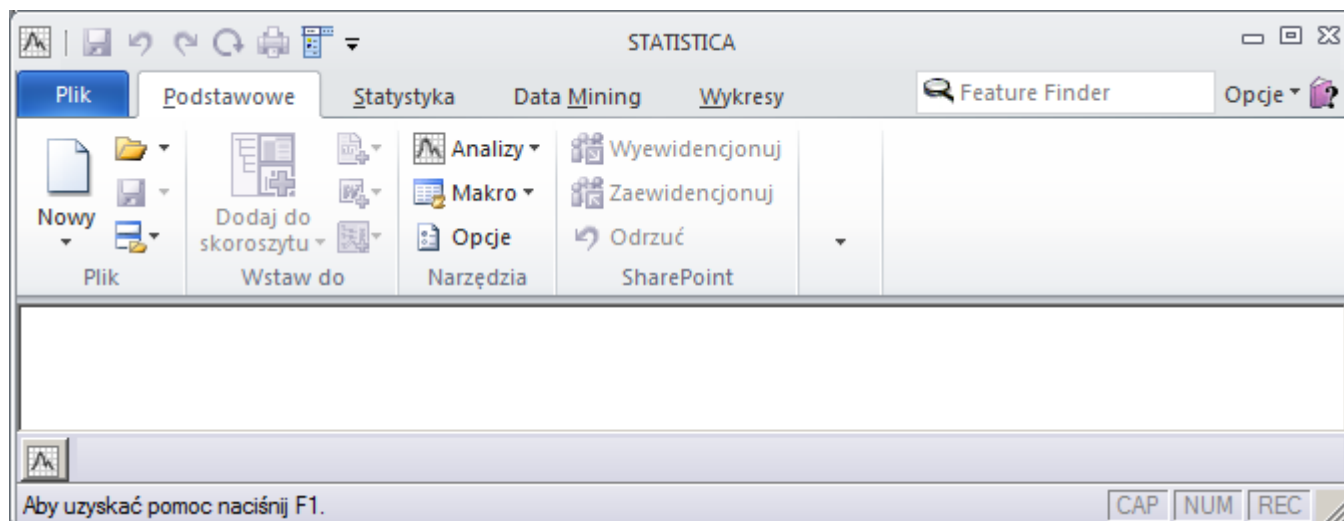 STATISTICA
Plik Podstawowe Statystyka Data Mining Wykresy Feature Finder Opcje
Nowy
Dodaj do
skoroszytu
Analizy
Makro
Opcje
Wyewidencjonuj
Zaewidencjonuj
Odrzuć
Plik Wstaw do Narzędzia SharePoint
Aby uzyskać pomoc naciśnij F1. CAP NUM REC